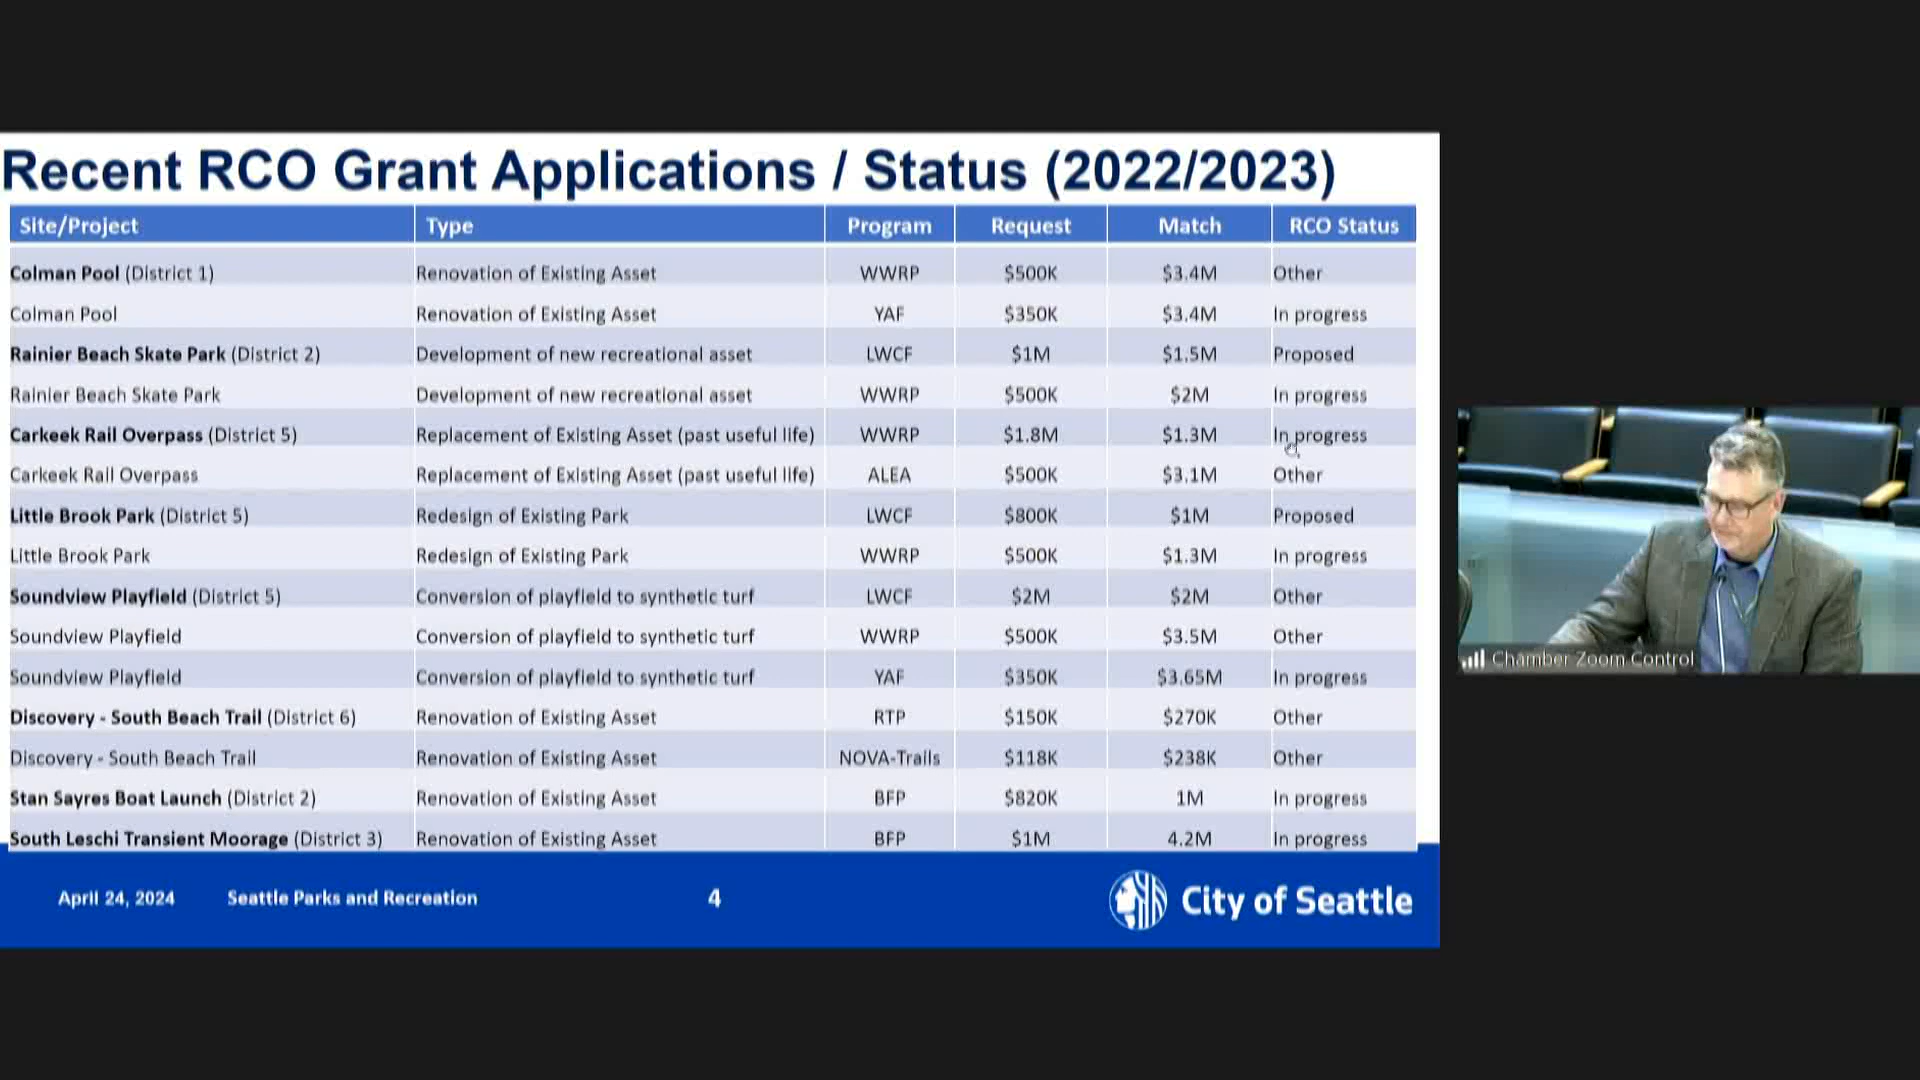 Recent RCO Grant Applications / Status (2022/2023)
Site/Project Type Program Request Match RCO Status
Colman Pool (District 1) Renovation of Existing Asset WWRP $500K $3.4M Other
Colman Pool Renovation of Existing Asset YAF $350K $3.4M In progress
Rainier Beach Skate Park (District 2) Development of new recreational asset LWCF $1M $1.5M Proposed
Rainier Beach Skate Park Development of new recreational asset WWRP $500K $2M In progress
Carkeek Rail Overpass (District 5) Replacement of Existing Asset (past useful life) WWRP $1.8M $1.3M In progress
Carkeek Rail Overpass Replacement of Existing Asset (past useful life) ALEA $500K $3.1M Other
Little Brook Park (District 5) Redesign of Existing Park LWCF $800K $1M Proposed
Little Brook Park Redesign of Existing Park WWRP $500K $1.3M In progress
Soundview Playfield (District 5) Conversion of playfield to synthetic turf LWCF $2M $2M Other
Soundview Playfield Conversion of playfield to synthetic turf WWRP $500K $3.5M Other
Soundview Playfield Conversion of playfield to synthetic turf YAF $350K $3.65M In progress
Discovery - South Beach Trail (District 6) Renovation of Existing Asset RTP $150K $270K Other
Discovery - South Beach Trail Renovation of Existing Asset NOVA-Trails $118K $238K Other
Stan Sayres Boat Launch (District 2) Renovation of Existing Asset BFP $820K 1M In progress
South Leschi Transient Moorage (District 3) Renovation of Existing Asset BFP $1M 4.2M In progress
April 24, 2024 Seattle Parks and Recreation 4 City of Seattle
Chamber Zoom Control